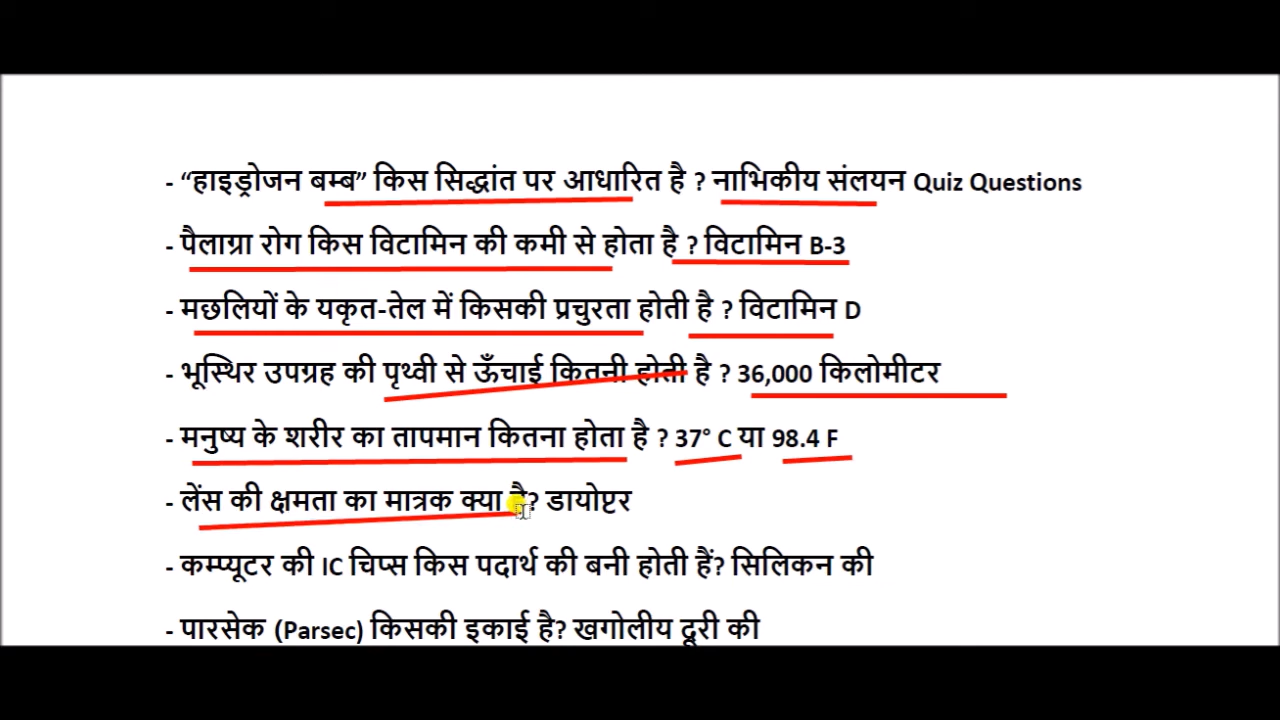 - “हाइड्रोजन बम्ब” किस सिद्धांत पर आधारित है ? नाभिकीय संलयन Quiz Questions
- पैलाग्रा रोग किस विटामिन की कमी से होता है ? विटामिन B-3
- मछलियों के यकृत-तेल में किसकी प्रचुरता होती है ? विटामिन D
- भूस्थिर उपग्रह की पृथ्वी से ऊँचाई कितनी होती है ? 36,000 किलोमीटर
- मनुष्य के शरीर का तापमान कितना होता है ? 37° C या 98.4 F
- लेंस की क्षमता का मात्रक क्या है? डायोप्टर
- कम्प्यूटर की IC चिप्स किस पदार्थ की बनी होती हैं? सिलिकन की
- पारसेक (Parsec) किसकी इकाई है? खगोलीय दूरी की